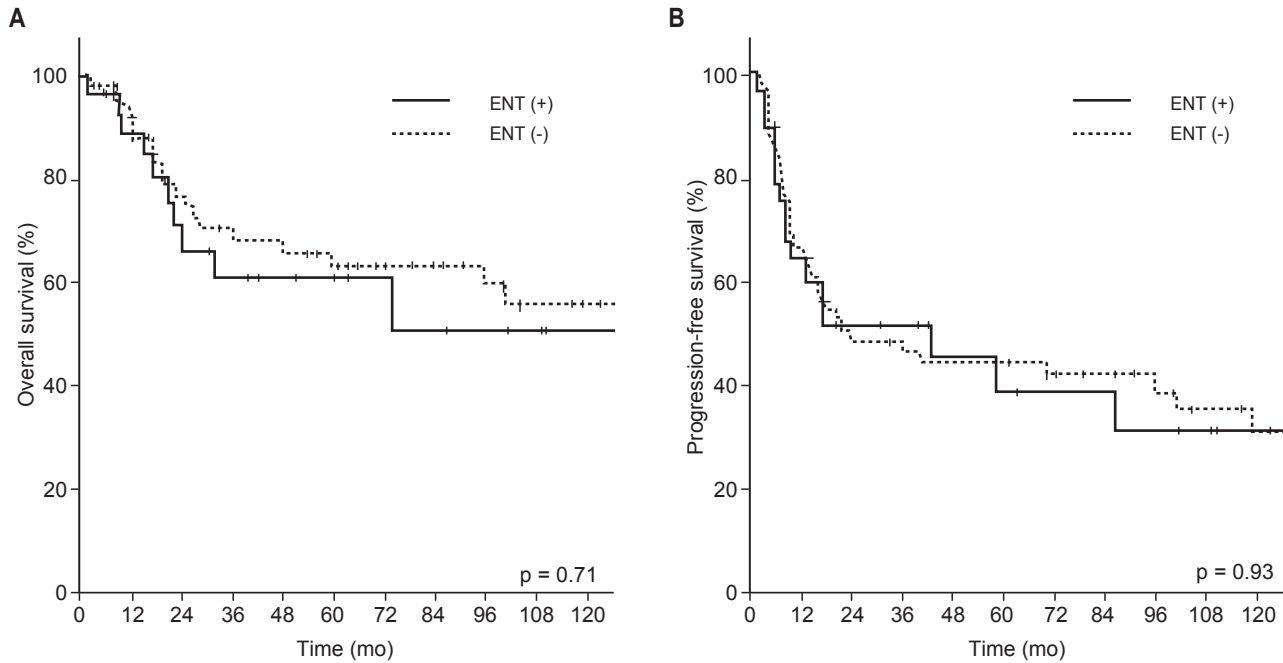 A
Overall survival (%)
100
80
60
40
20
0
ENT (+)
ENT (-)
p = 0.71
0 12 24 36 48 60 72 84 96 108 120
Time (mo)
B
Progression-free survival (%)
100
80
60
40
20
0
ENT (+)
ENT (-)
p = 0.93
0 12 24 36 48 60 72 84 96 108 120
Time (mo)